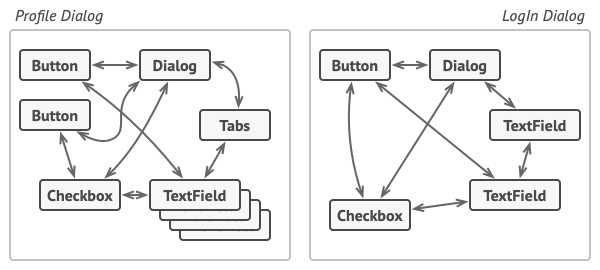 Profile Dialog
Button
Dialog
Button
Tabs
Checkbox
TextField
LogIn Dialog
Button
Dialog
TextField
TextField
Checkbox